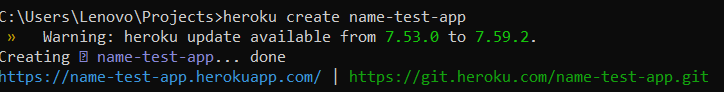 C:\Users\Lenovo\Projects>heroku create name-test-app
»   Warning: heroku update available from 7.53.0 to 7.59.2.
Creating ⍰ name-test-app... done
https://name-test-app.herokuapp.com/ | https://git.heroku.com/name-test-app.git